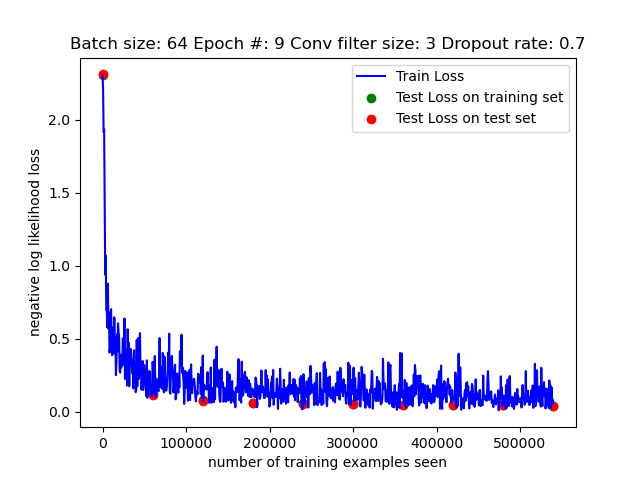 Batch size: 64 Epoch #: 9 Conv filter size: 3 Dropout rate: 0.7
Train Loss
Test Loss on training set
Test Loss on test set
negative log likelihood loss
2.0
1.5
1.0
0.5
0.0
0 100000 200000 300000 400000 500000
number of training examples seen